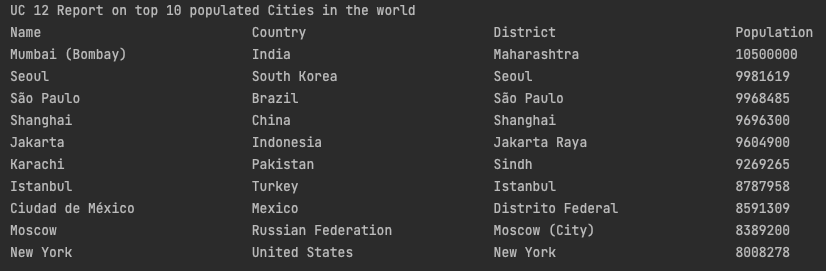 UC 12 Report on top 10 populated Cities in the world
Name Country District Population
Mumbai (Bombay) India Maharashtra 10500000
Seoul South Korea Seoul 9981619
São Paulo Brazil São Paulo 9968485
Shanghai China Shanghai 9696300
Jakarta Indonesia Jakarta Raya 9604900
Karachi Pakistan Sindh 9269265
Istanbul Turkey Istanbul 8787958
Ciudad de México Mexico Distrito Federal 8591309
Moscow Russian Federation Moscow (City) 8389200
New York United States New York 8008278